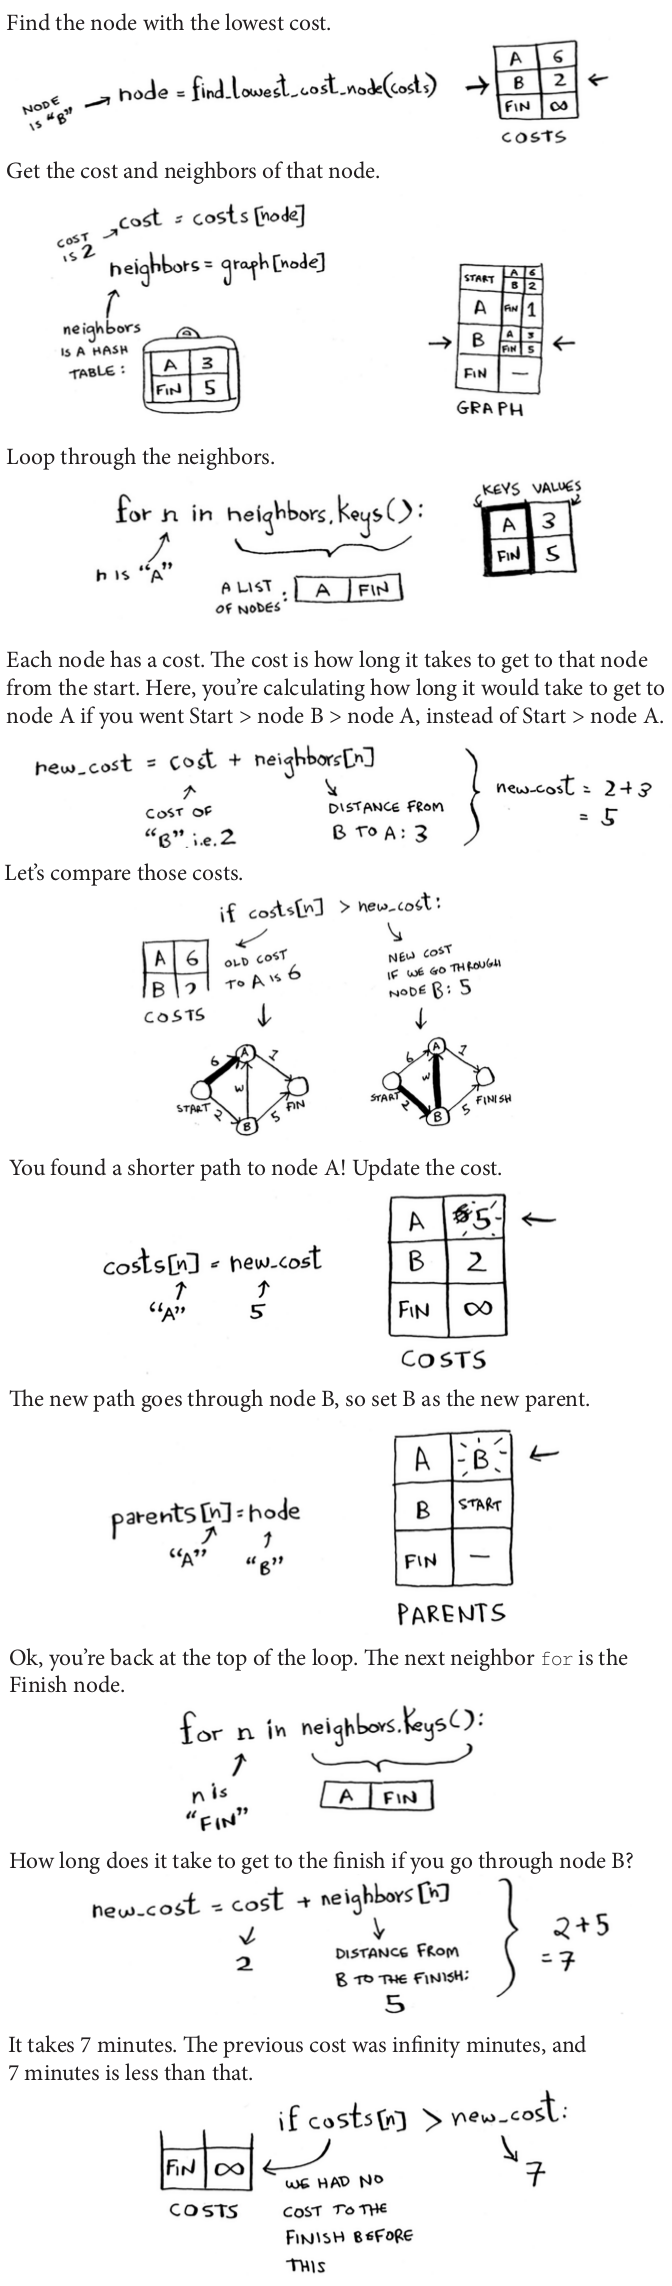 Find the node with the lowest cost.
NODE IS "B" → node = find_lowest_cost_node(costs)
A 6
B 2
FIN ∞
COSTS
Get the cost and neighbors of that node.
COST IS 2 → cost = costs[node]
neighbors = graph[node]
neighbors
IS A HASH
TABLE:
A 3
FIN 5
START A 6
B 2
A FIN 1
B A 3
FIN 5
FIN —
GRAPH
Loop through the neighbors.
for n in neighbors.keys():
n IS "A"
A LIST
OF NODES:
A FIN
KEYS VALUES
A 3
FIN 5
Each node has a cost. The cost is how long it takes to get to that node
from the start. Here, you're calculating how long it would take to get to
node A if you went Start > node B > node A, instead of Start > node A.
new_cost = cost + neighbors[n]
COST OF
"B" i.e. 2
DISTANCE FROM
B TO A: 3
new_cost = 2+3
= 5
Let's compare those costs.
if costs[n] > new_cost:
A 6
B 2
COSTS
OLD COST
TO A IS 6
NEW COST
IF WE GO THROUGH
NODE B: 5
START 6 A 1 3 2 B 5 FIN
START 6 A 1 3 2 B 5 FINISH
You found a shorter path to node A! Update the cost.
costs[n] = new_cost
"A" 5
A 5
B 2
FIN ∞
COSTS
The new path goes through node B, so set B as the new parent.
parents[n] = node
"A" "B"
A B
B START
FIN —
PARENTS
Ok, you're back at the top of the loop. The next neighbor for is the
Finish node.
for n in neighbors.keys():
n is
"FIN"
A FIN
How long does it take to get to the finish if you go through node B?
new_cost = cost + neighbors[n]
2
DISTANCE FROM
B TO THE FINISH:
5
2+5
=7
It takes 7 minutes. The previous cost was infinity minutes, and
7 minutes is less than that.
if costs[n] > new_cost:
7
FIN ∞
COSTS
WE HAD NO
COST TO THE
FINISH BEFORE
THIS